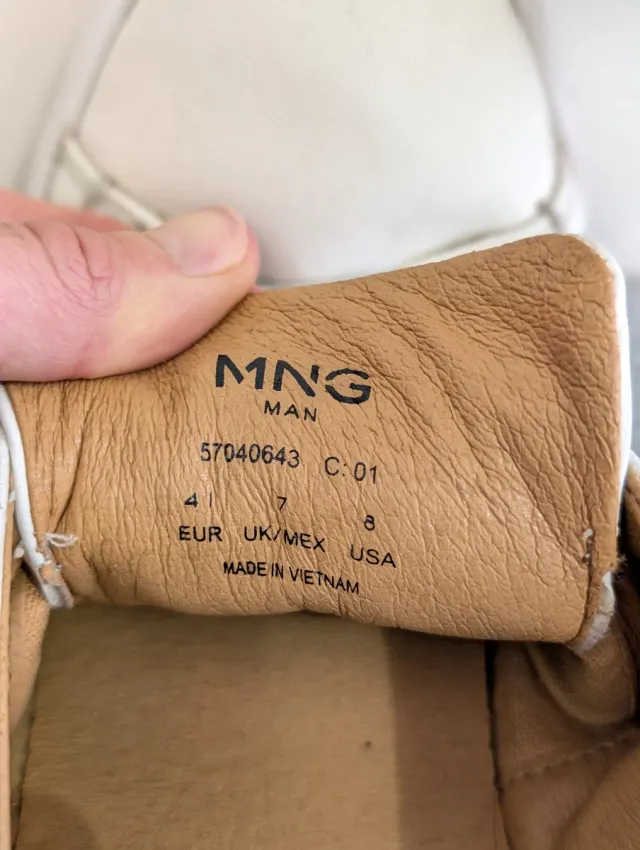 MNG
MAN
57040643 C: 01
41 7 8
EUR UK/MEX USA
MADE IN VIETNAM